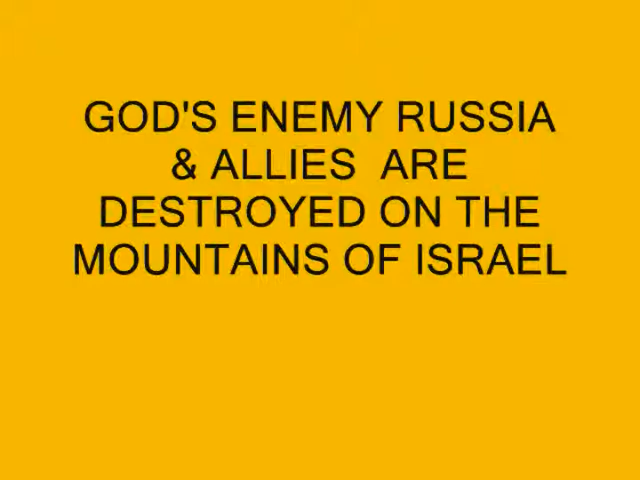 GOD'S ENEMY RUSSIA
& ALLIES  ARE
DESTROYED ON THE
MOUNTAINS OF ISRAEL